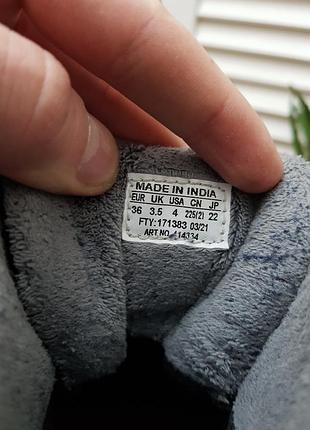 MADE IN INDIA
EUR UK USA CN JP
36 3.5 4 225(2) 22
FTY:171383 03/21
ART NO. 414334